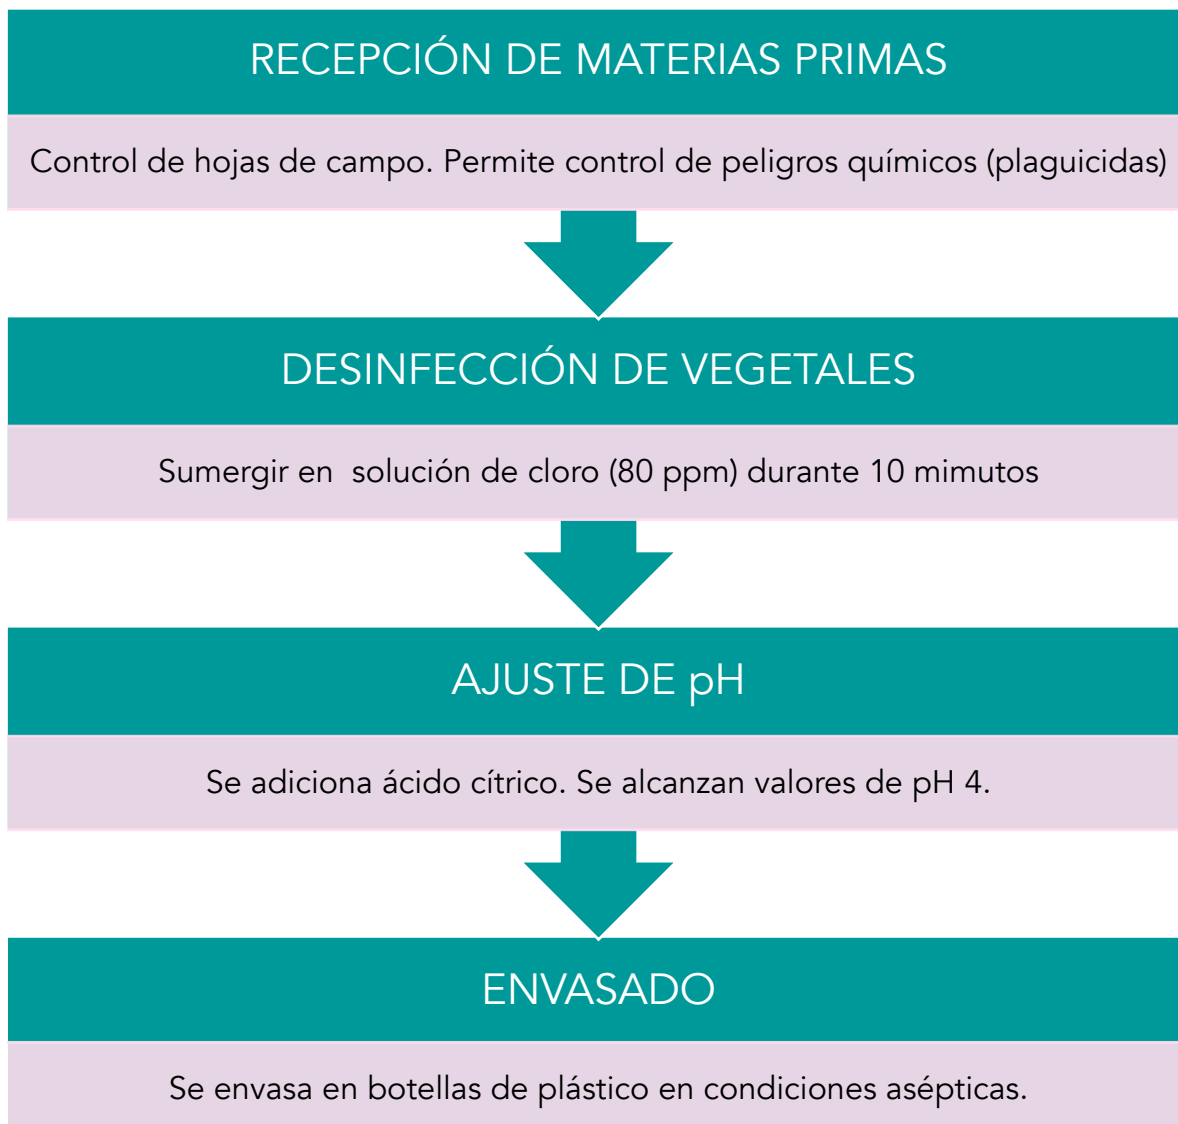 RECEPCIÓN DE MATERIAS PRIMAS
Control de hojas de campo. Permite control de peligros químicos (plaguicidas)
DESINFECCIÓN DE VEGETALES
Sumergir en  solución de cloro (80 ppm) durante 10 mimutos
AJUSTE DE pH
Se adiciona ácido cítrico. Se alcanzan valores de pH 4.
ENVASADO
Se envasa en botellas de plástico en condiciones asépticas.